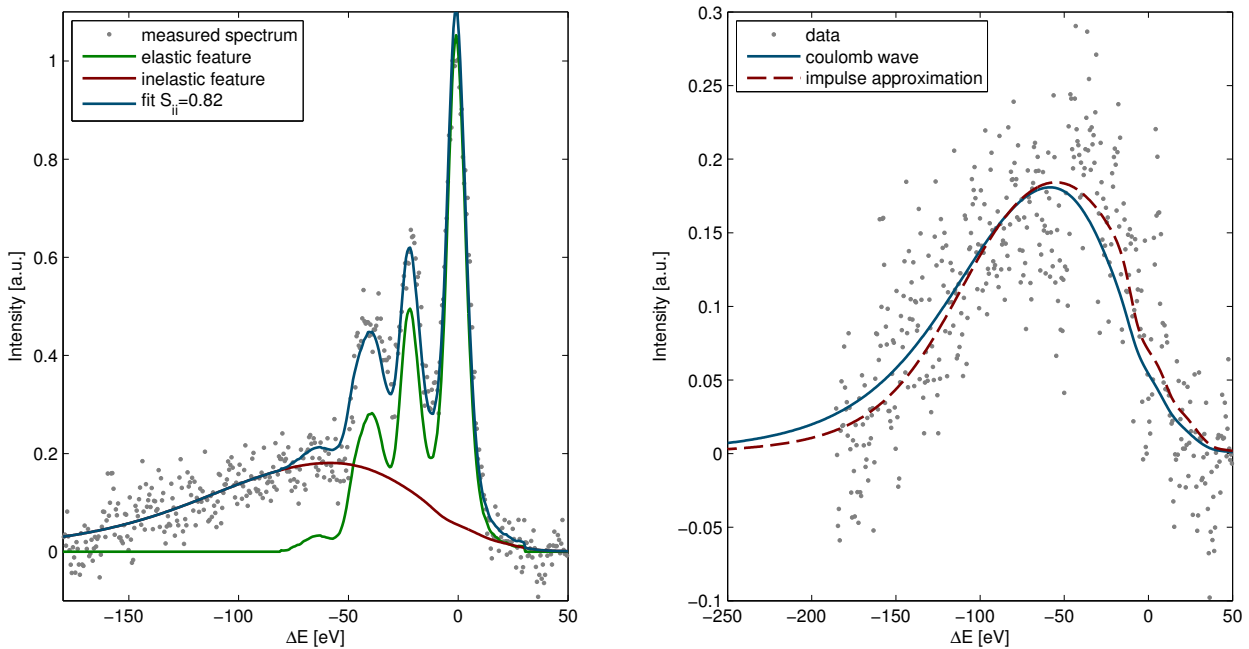 measured spectrum
elastic feature
inelastic feature
fit S_ii=0.82
1
0.8
0.6
0.4
0.2
0
−150
−100
−50
0
50
Intensity [a.u.]
ΔE [eV]
data
coulomb wave
impulse approximation
0.3
0.25
0.2
0.15
0.1
0.05
0
−0.05
−0.1
−250
−200
−150
−100
−50
0
50
Intensity [a.u.]
ΔE [eV]